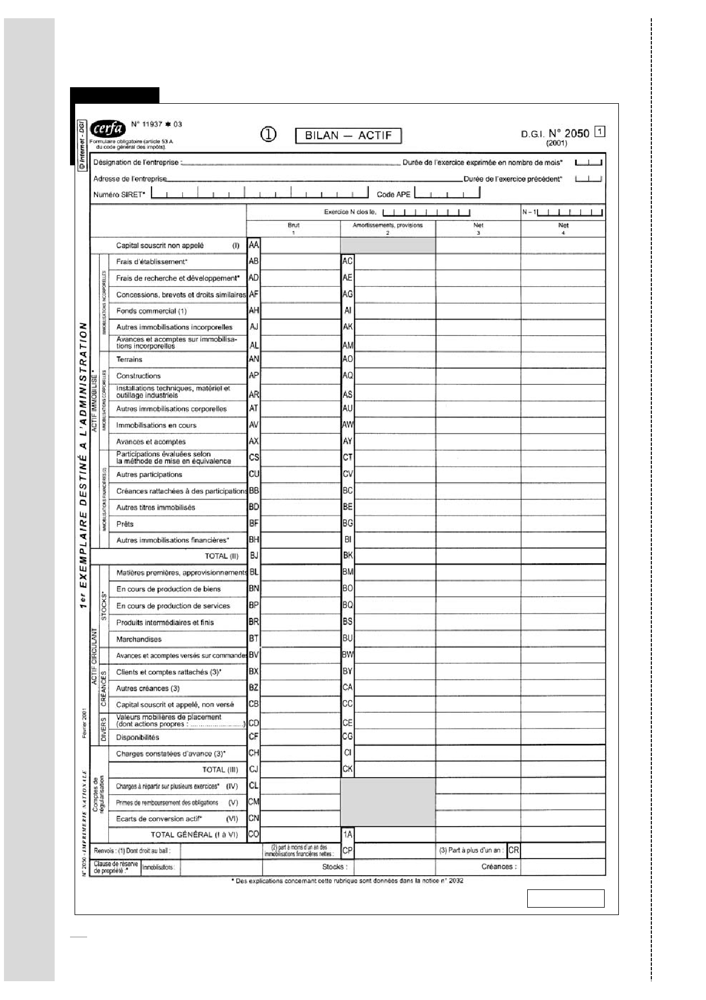 cerfa N° 11937 ✱ 03
Formulaire obligatoire (article 53 A
du code général des impôts).
1 BILAN — ACTIF
D.G.I. N° 2050 1
(2001)
© Internet - DGI
Désignation de l'entreprise : Durée de l'exercice exprimée en nombre de mois*
Adresse de l'entreprise Durée de l'exercice précédent*
Numéro SIRET* Code APE
Exercice N clos le, N – 1
Brut Amortissements, provisions Net Net
1 2 3 4
Capital souscrit non appelé (I) AA
ACTIF IMMOBILISÉ *
IMMOBILISATIONS INCORPORELLES
Frais d'établissement* AB AC
Frais de recherche et développement* AD AE
Concessions, brevets et droits similaires AF AG
Fonds commercial (1) AH AI
Autres immobilisations incorporelles AJ AK
Avances et acomptes sur immobilisa-
tions incorporelles AL AM
IMMOBILISATIONS CORPORELLES
Terrains AN AO
Constructions AP AQ
Installations techniques, matériel et
outillage industriels AR AS
Autres immobilisations corporelles AT AU
Immobilisations en cours AV AW
Avances et acomptes AX AY
IMMOBILISATIONS FINANCIÈRES (2)
Participations évaluées selon
la méthode de mise en équivalence CS CT
Autres participations CU CV
Créances rattachées à des participations BB BC
Autres titres immobilisés BD BE
Prêts BF BG
Autres immobilisations financières* BH BI
TOTAL (II) BJ BK
ACTIF CIRCULANT
STOCKS*
Matières premières, approvisionnements BL BM
En cours de production de biens BN BO
En cours de production de services BP BQ
Produits intermédiaires et finis BR BS
Marchandises BT BU
Avances et acomptes versés sur commandes BV BW
CRÉANCES
Clients et comptes rattachés (3)* BX BY
Autres créances (3) BZ CA
Capital souscrit et appelé, non versé CB CC
DIVERS
Valeurs mobilières de placement
(dont actions propres : ...........................) CD CE
Disponibilités CF CG
Comptes de
régularisation
Charges constatées d'avance (3)* CH CI
TOTAL (III) CJ CK
Charges à répartir sur plusieurs exercices* (IV) CL
Primes de remboursement des obligations (V) CM
Ecarts de conversion actif* (VI) CN
TOTAL GÉNÉRAL (I à VI) CO 1A
Renvois : (1) Dont droit au bail : (2) part à moins d'un an des
immobilisations financières nettes : CP (3) Part à plus d'un an : CR
Clause de réserve
de propriété :* Immobilisations : Stocks : Créances :
* Des explications concernant cette rubrique sont données dans la notice n° 2032
1er EXEMPLAIRE DESTINÉ A L'ADMINISTRATION
Février 2001
N° 2050 - IMPRIMERIE NATIONALE